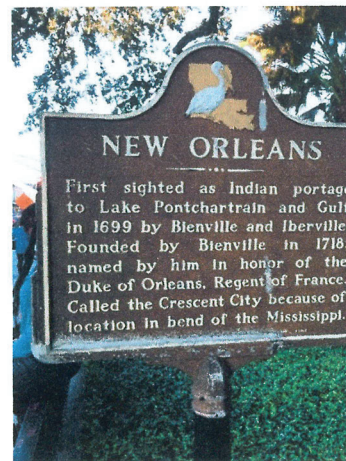 NEW ORLEANS
First sighted as Indian portage
to Lake Pontchartrain and Gulf
in 1699 by Bienville and Iberville.
Founded by Bienville in 1718;
named by him in honor of the
Duke of Orleans, Regent of France.
Called the Crescent City because of
location in bend of the Mississippi.